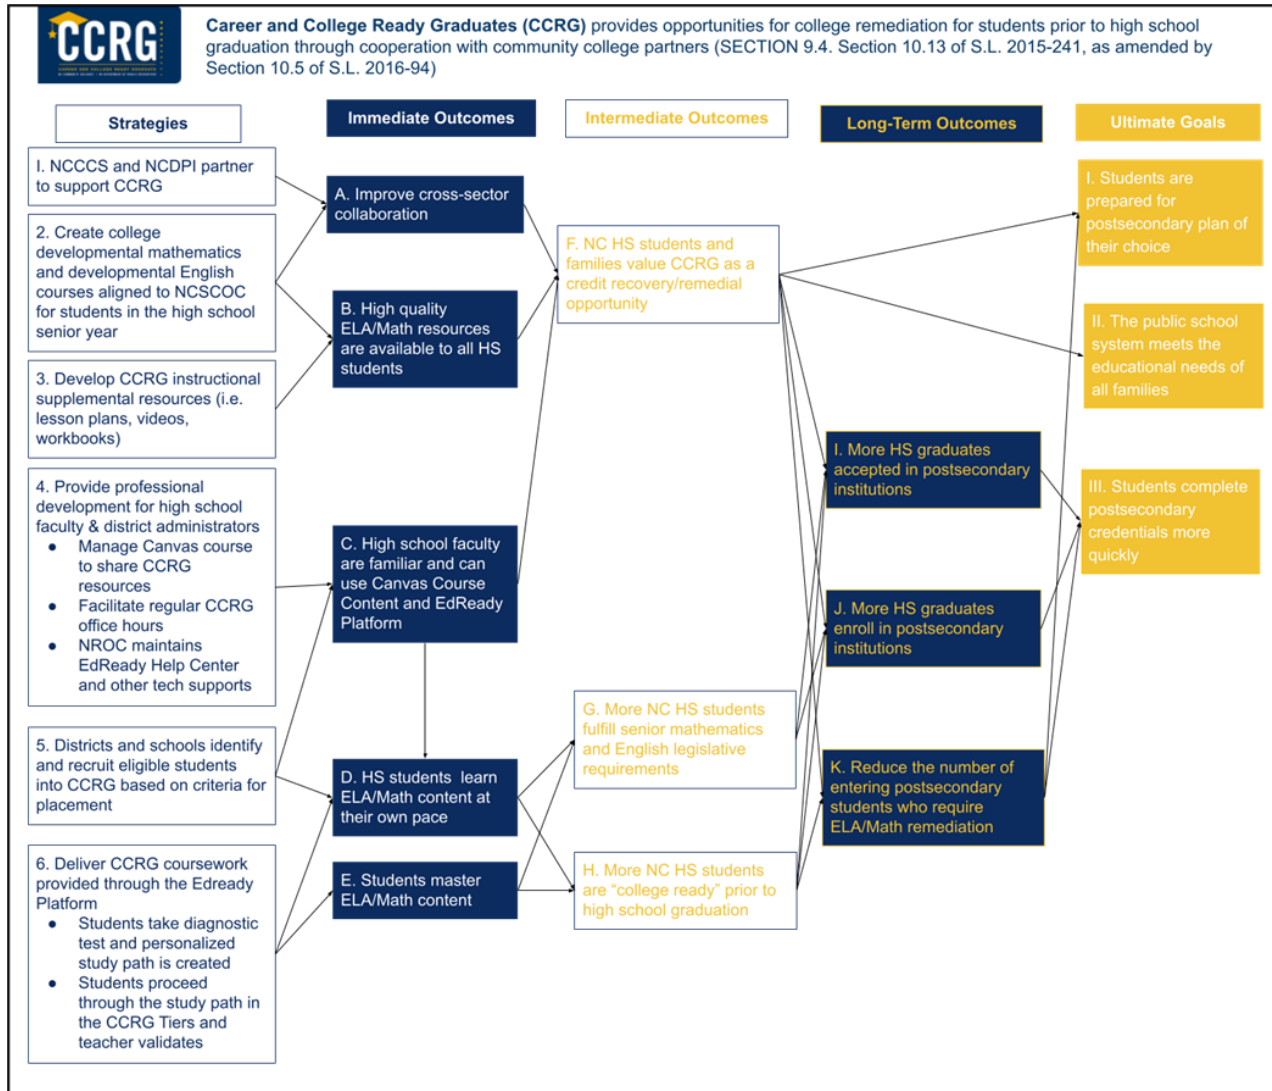 CCRG
CAREER AND COLLEGE READY GRADUATE
Career and College Ready Graduates (CCRG) provides opportunities for college remediation for students prior to high school
graduation through cooperation with community college partners (SECTION 9.4. Section 10.13 of S.L. 2015-241, as amended by
Section 10.5 of S.L. 2016-94)
Strategies
Immediate Outcomes
Intermediate Outcomes
Long-Term Outcomes
Ultimate Goals
I. NCCCS and NCDPI partner
to support CCRG
2. Create college
developmental mathematics
and developmental English
courses aligned to NCSCOC
for students in the high school
senior year
3. Develop CCRG instructional
supplemental resources (i.e.
lesson plans, videos,
workbooks)
4. Provide professional
development for high school
faculty & district administrators
● Manage Canvas course
to share CCRG
resources
● Facilitate regular CCRG
office hours
● NROC maintains
EdReady Help Center
and other tech supports
5. Districts and schools identify
and recruit eligible students
into CCRG based on criteria for
placement
6. Deliver CCRG coursework
provided through the Edready
Platform
● Students take diagnostic
test and personalized
study path is created
● Students proceed
through the study path in
the CCRG Tiers and
teacher validates
A. Improve cross-sector
collaboration
B. High quality
ELA/Math resources
are available to all HS
students
C. High school faculty
are familiar and can
use Canvas Course
Content and EdReady
Platform
D. HS students learn
ELA/Math content at
their own pace
E. Students master
ELA/Math content
F. NC HS students and
families value CCRG as a
credit recovery/remedial
opportunity
G. More NC HS students
fulfill senior mathematics
and English legislative
requirements
H. More NC HS students
are “college ready” prior to
high school graduation
I. More HS graduates
accepted in postsecondary
institutions
J. More HS graduates
enroll in postsecondary
institutions
K. Reduce the number of
entering postsecondary
students who require
ELA/Math remediation
I. Students are
prepared for
postsecondary plan of
their choice
II. The public school
system meets the
educational needs of
all families
III. Students complete
postsecondary
credentials more
quickly